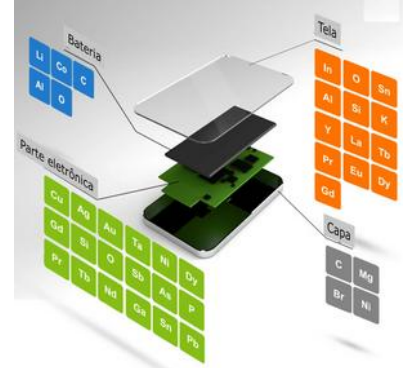 Tela
Bateria
Li Co C
Al O
In O Sn
Al Si K
Y La Tb
Pr Eu Dy
Gd
Parte eletrônica
Cu Ag Au Ta Ni Dy
Gd Si O Sb As P
Pr Tb Nd Ga Sn Pb
Capa
C Mg
Br Ni